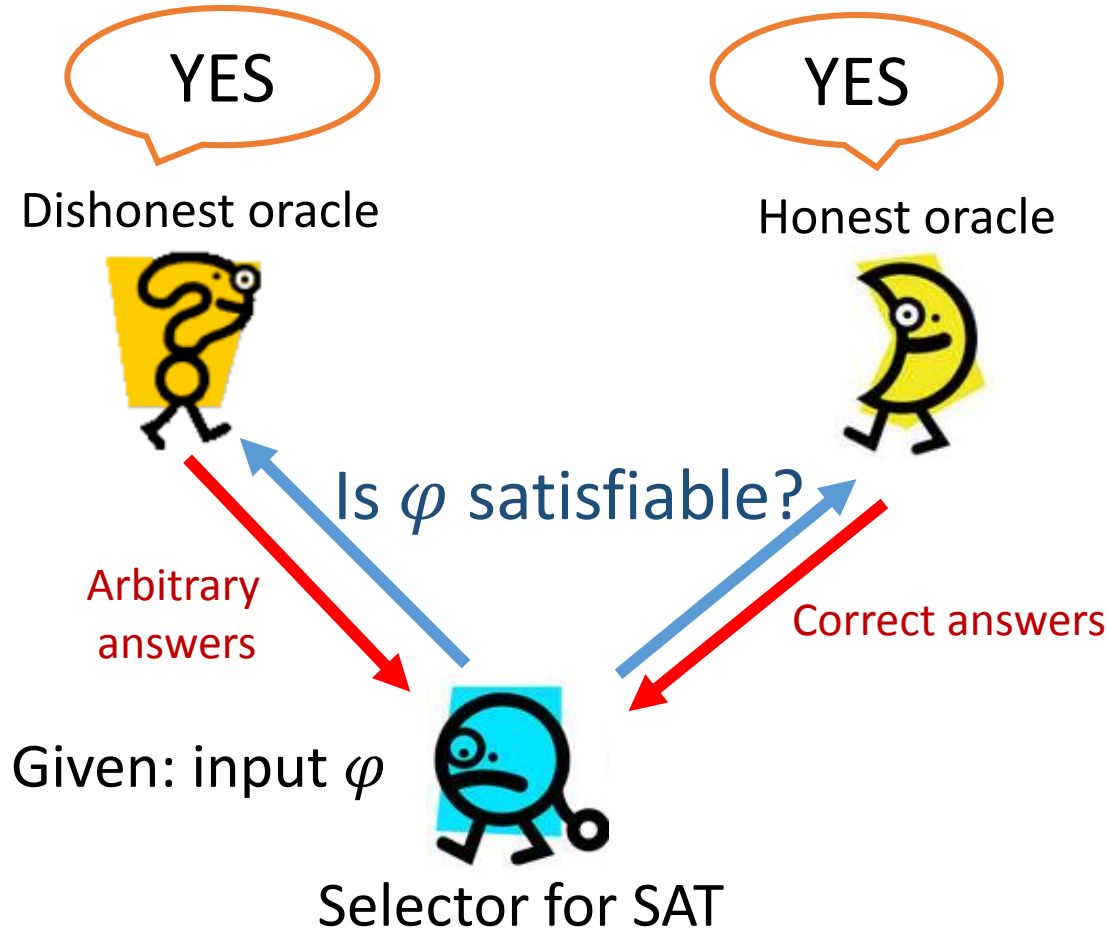 YES
YES
Dishonest oracle
Honest oracle
Is φ satisfiable?
Arbitrary
answers
Correct answers
Given: input φ
Selector for SAT